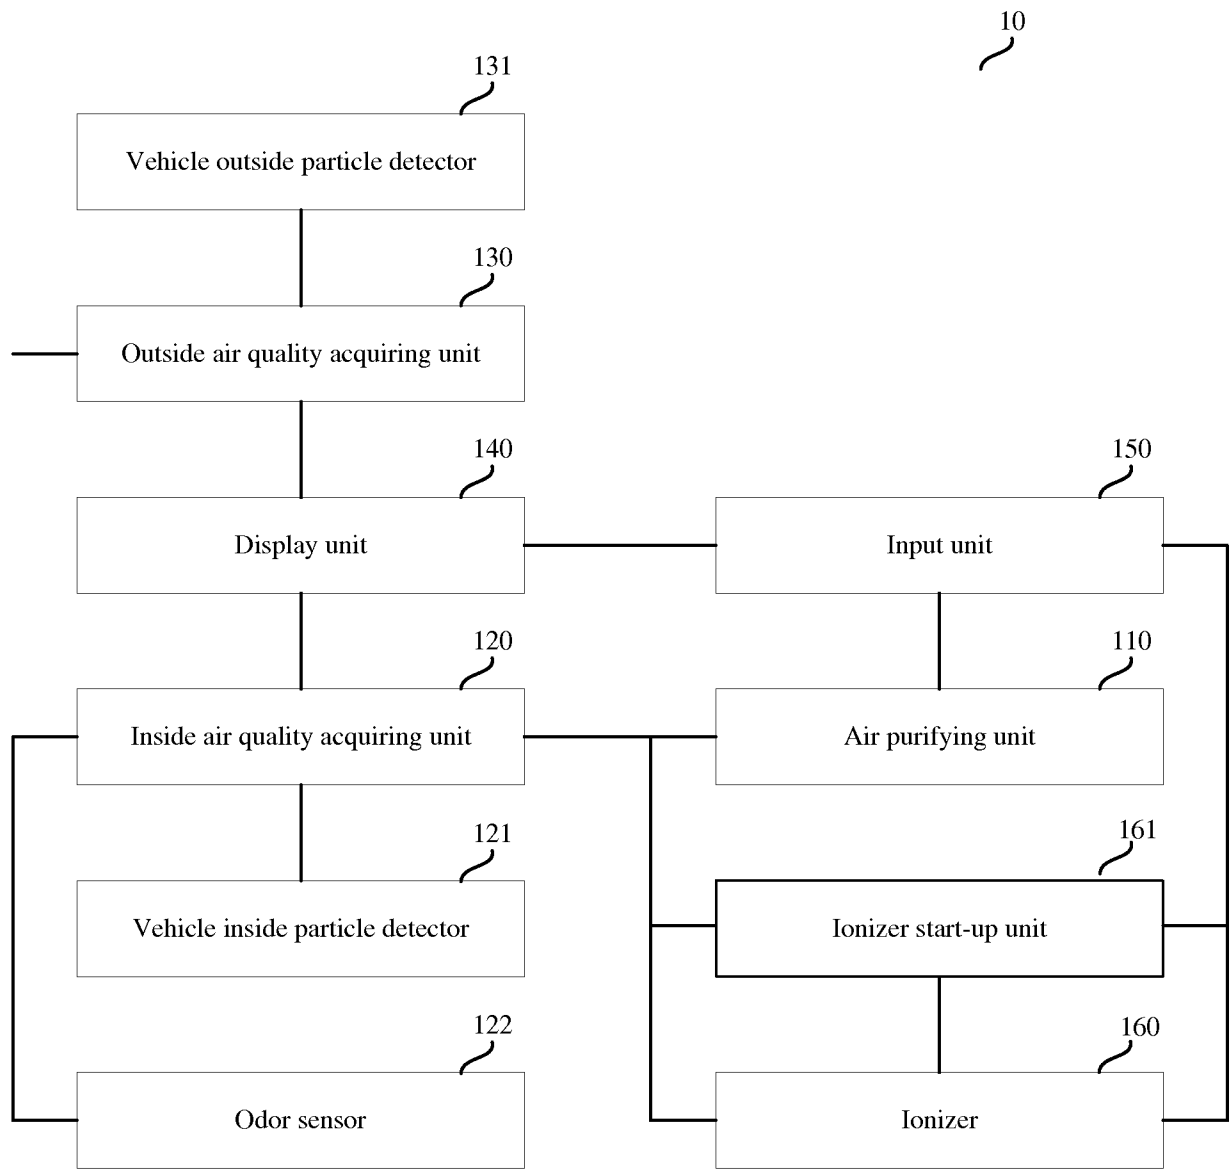 10
131
Vehicle outside particle detector
130
Outside air quality acquiring unit
140
Display unit
150
Input unit
120
Inside air quality acquiring unit
110
Air purifying unit
121
Vehicle inside particle detector
161
Ionizer start-up unit
122
Odor sensor
160
Ionizer